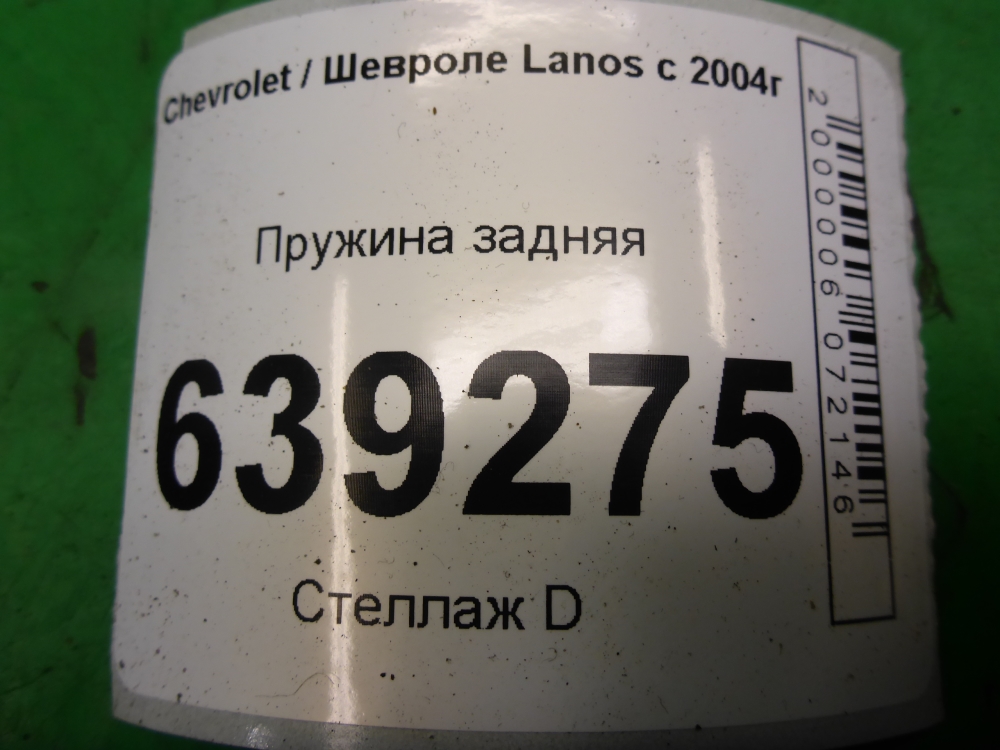 Chevrolet / Шевроле Lanos с 2004г
Пружина задняя
639275
Стеллаж D
2000006072146